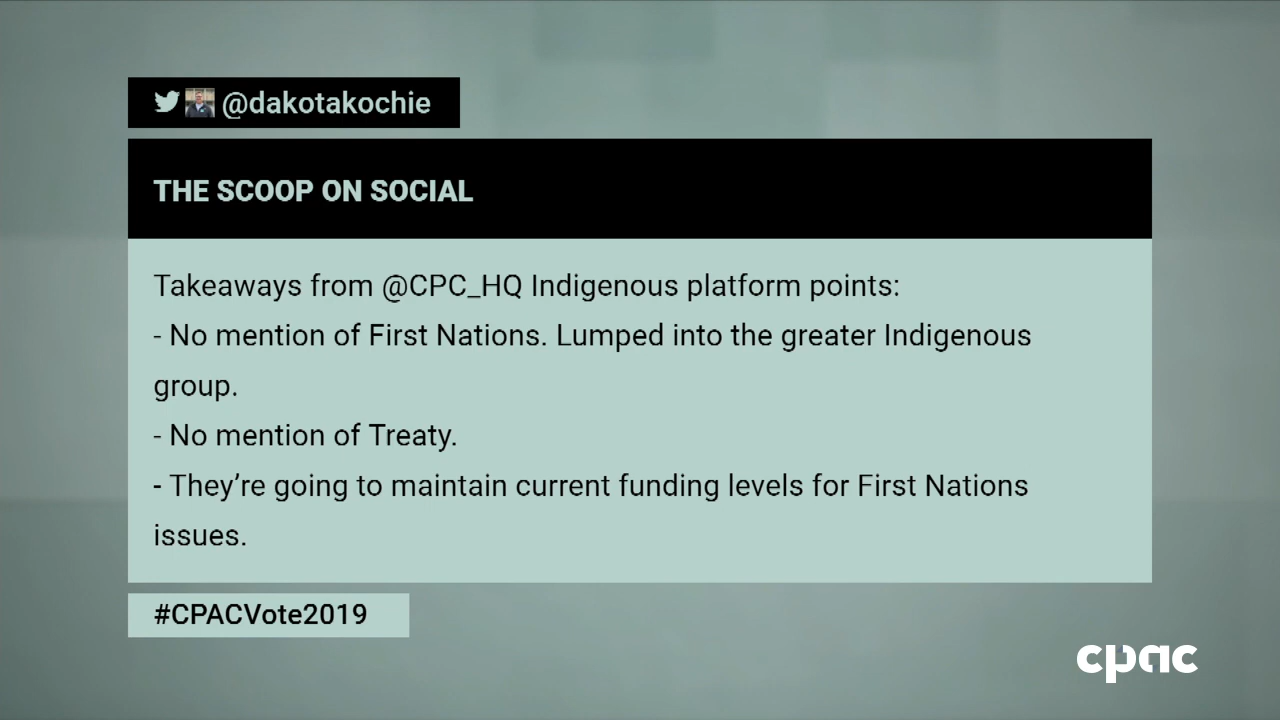 @dakotakochie
THE SCOOP ON SOCIAL
Takeaways from @CPC_HQ Indigenous platform points:
- No mention of First Nations. Lumped into the greater Indigenous
group.
- No mention of Treaty.
- They’re going to maintain current funding levels for First Nations
issues.
#CPACVote2019
cpac